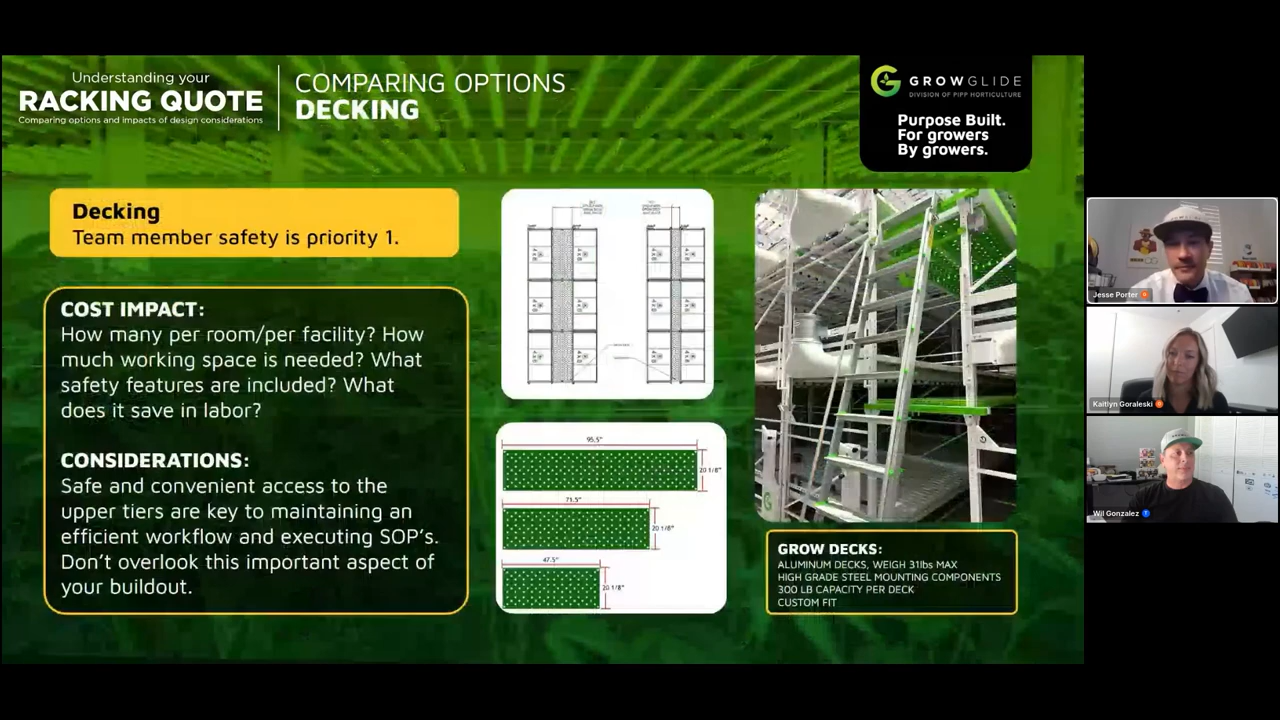 Understanding your
RACKING QUOTE
Comparing options and impacts of design considerations
COMPARING OPTIONS
DECKING
GROWGLIDE
DIVISION OF PIPP HORTICULTURE
Purpose Built.
For growers
By growers.
Decking
Team member safety is priority 1.
COST IMPACT:
How many per room/per facility? How
much working space is needed? What
safety features are included? What
does it save in labor?
CONSIDERATIONS:
Safe and convenient access to the
upper tiers are key to maintaining an
efficient workflow and executing SOP's.
Don't overlook this important aspect of
your buildout.
95.5"
20 1/8"
71.5"
20 1/8"
47.5"
20 1/8"
GROW DECKS:
ALUMINUM DECKS, WEIGH 31lbs MAX
HIGH GRADE STEEL MOUNTING COMPONENTS
300 LB CAPACITY PER DECK
CUSTOM FIT
Jesse Porter
Kaitlyn Goraleski
Wil Gonzalez